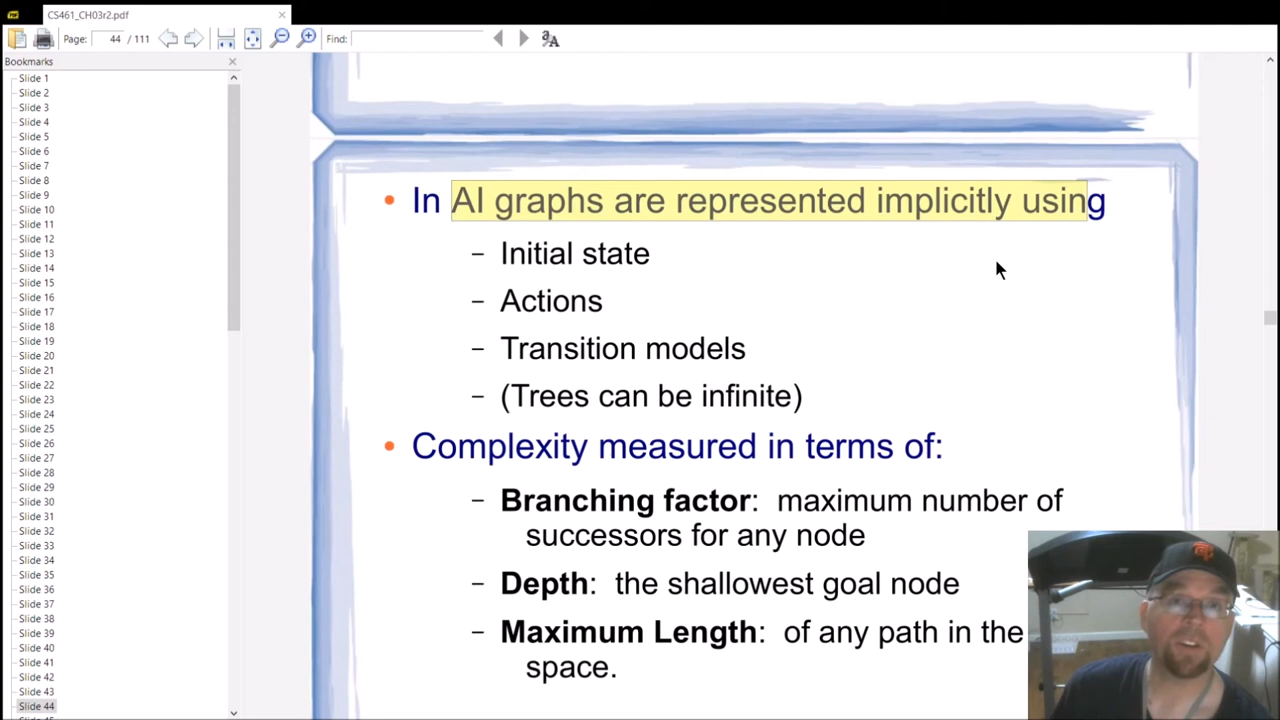 CS461_CH03r2.pdf
Page: 44 / 111
Find:
Bookmarks
Slide 1
Slide 2
Slide 3
Slide 4
Slide 5
Slide 6
Slide 7
Slide 8
Slide 9
Slide 10
Slide 11
Slide 12
Slide 13
Slide 14
Slide 15
Slide 16
Slide 17
Slide 18
Slide 19
Slide 20
Slide 21
Slide 22
Slide 23
Slide 24
Slide 25
Slide 26
Slide 27
Slide 28
Slide 29
Slide 30
Slide 31
Slide 32
Slide 33
Slide 34
Slide 35
Slide 36
Slide 37
Slide 38
Slide 39
Slide 40
Slide 41
Slide 42
Slide 43
Slide 44
• In AI graphs are represented implicitly using
– Initial state
– Actions
– Transition models
– (Trees can be infinite)
• Complexity measured in terms of:
– Branching factor: maximum number of
successors for any node
– Depth: the shallowest goal node
– Maximum Length: of any path in the
space.